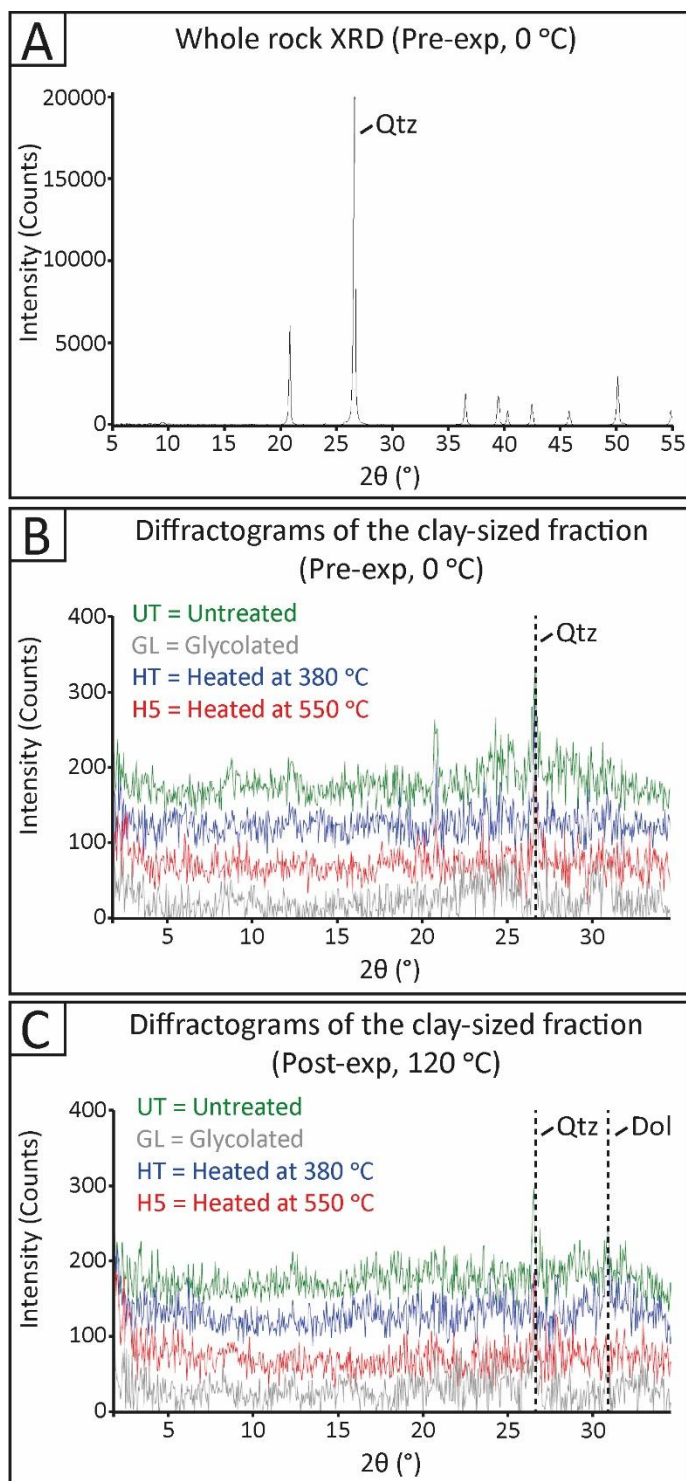 A
Whole rock XRD (Pre-exp, 0 °C)
20000
15000
10000
5000
0
Intensity (Counts)
Qtz
5 10 15 20 25 30 35 40 45 50 55
2θ (°)
B
Diffractograms of the clay-sized fraction
(Pre-exp, 0 °C)
400
300
200
100
0
Intensity (Counts)
UT = Untreated
GL = Glycolated
HT = Heated at 380 °C
H5 = Heated at 550 °C
Qtz
5 10 15 20 25 30
2θ (°)
C
Diffractograms of the clay-sized fraction
(Post-exp, 120 °C)
400
300
200
100
0
Intensity (Counts)
UT = Untreated
GL = Glycolated
HT = Heated at 380 °C
H5 = Heated at 550 °C
Qtz Dol
5 10 15 20 25 30
2θ (°)